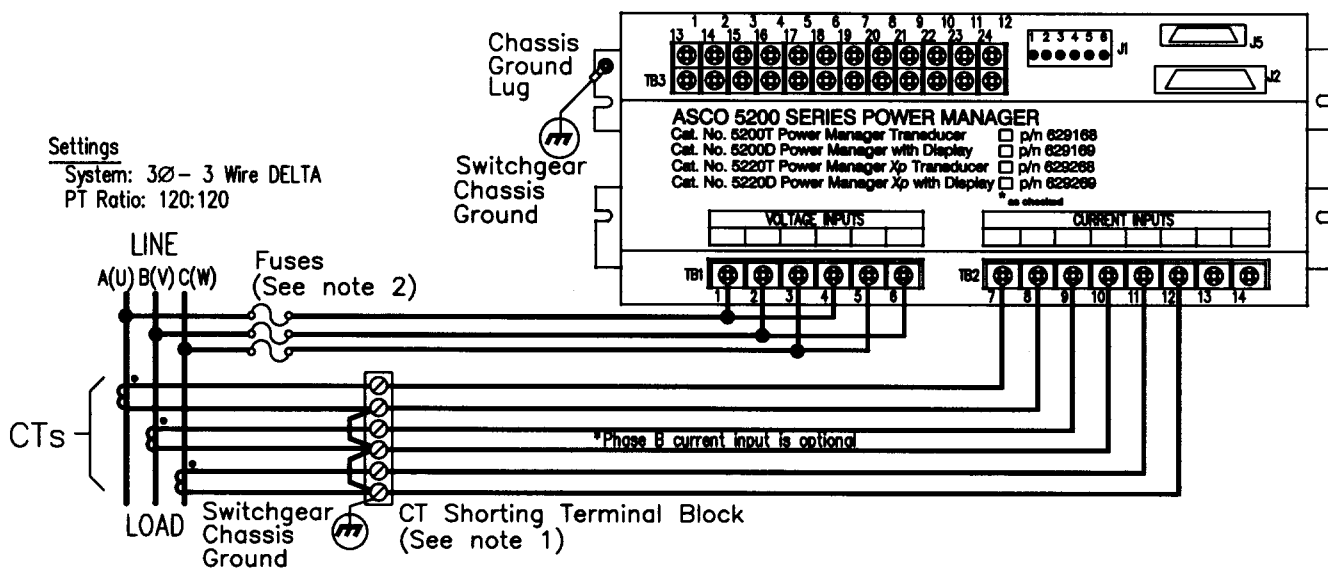 1 2 3 4 5 6 7 8 9 10 11 12
13 14 15 16 17 18 19 20 21 22 23 24
TB3
1 2 3 4 5 6
J1
J5
J2
Chassis
Ground
Lug
Switchgear
Chassis
Ground
ASCO 5200 SERIES POWER MANAGER
Cat. No. 5200T Power Manager Transducer p/n 629168
Cat. No. 5200D Power Manager with Display p/n 629169
Cat. No. 5220T Power Manager Xp Transducer p/n 629268
Cat. No. 5220D Power Manager Xp with Display p/n 629269
* as checked
Settings
System: 3Ø - 3 Wire DELTA
PT Ratio: 120:120
VOLTAGE INPUTS
CURRENT INPUTS
TB1
1 2 3 4 5 6
TB2
7 8 9 10 11 12 13 14
LINE
A(U) B(V) C(W)
Fuses
(See note 2)
CTs
*
*
*
*Phase B current input is optional
LOAD
Switchgear
Chassis
Ground
CT Shorting Terminal Block
(See note 1)